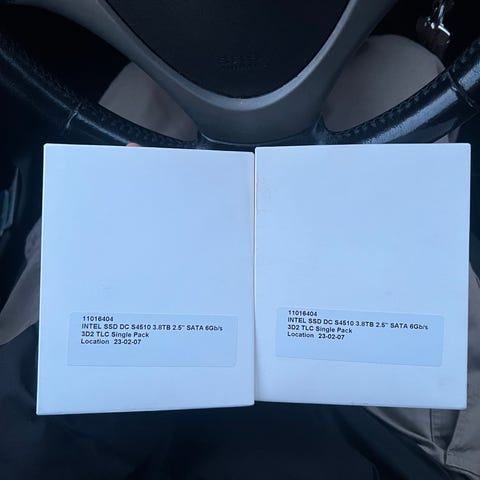 11016404
INTEL SSD DC S4510 3.8TB 2.5" SATA 6Gb/s
3D2 TLC Single Pack
Location 23-02-07
11016404
INTEL SSD DC S4510 3.8TB 2.5" SATA 6Gb/s
3D2 TLC Single Pack
Location 23-02-07